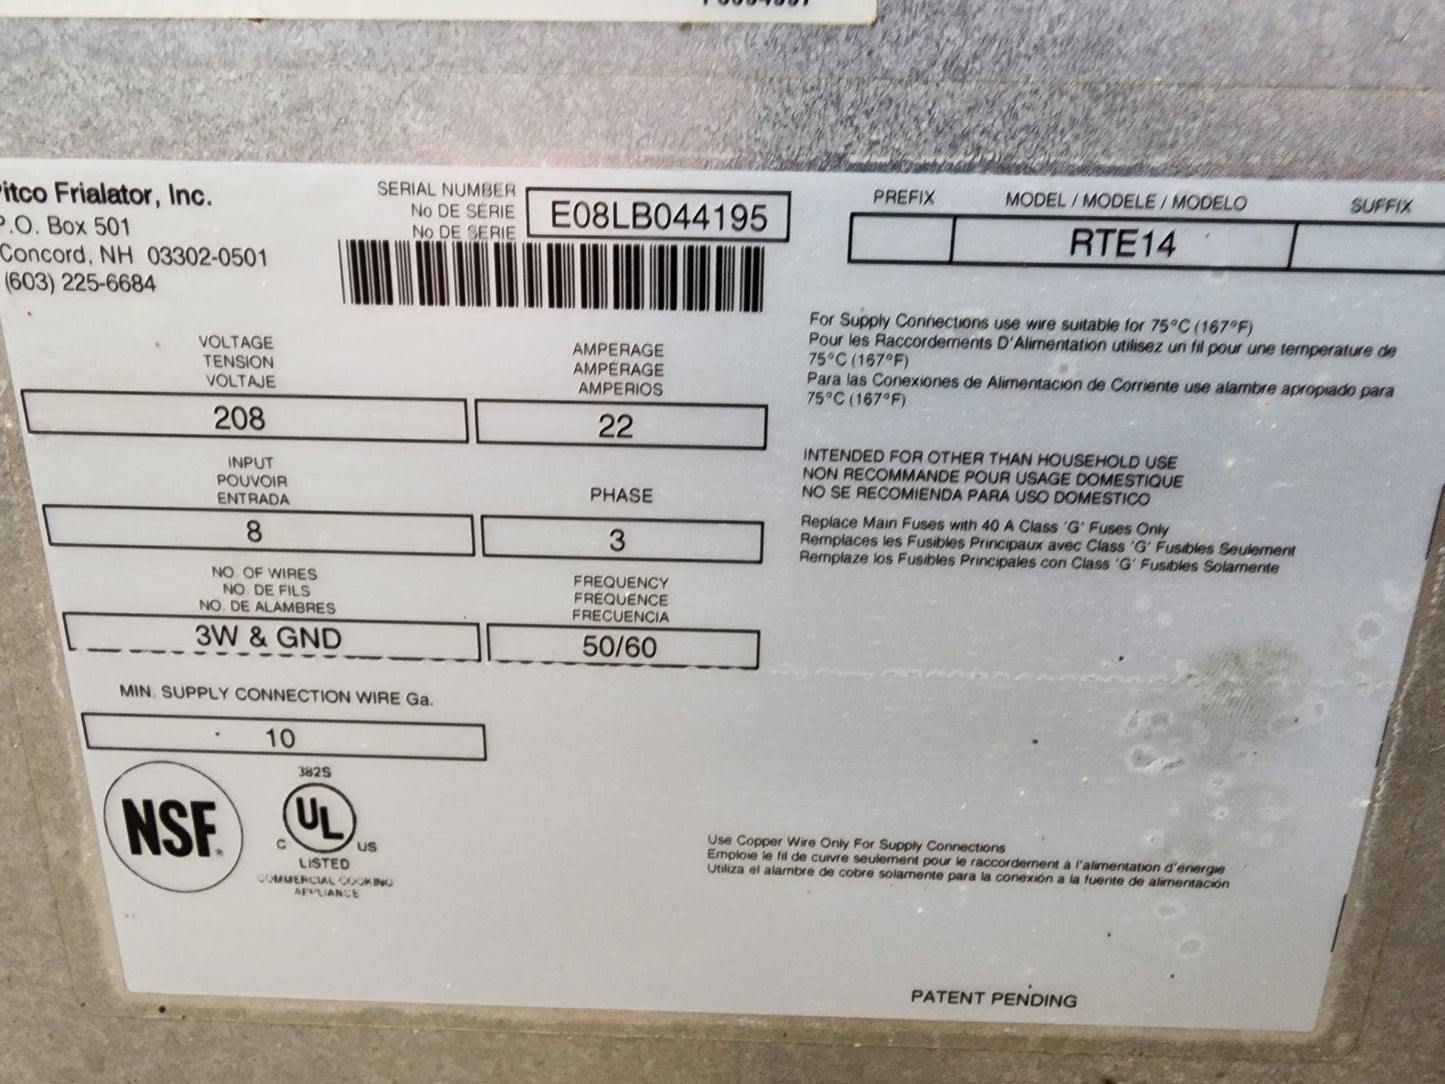 itco Frialator, Inc.
P.O. Box 501
Concord, NH 03302-0501
(603) 225-6684
SERIAL NUMBER
No DE SÉRIE
No DE SERIE
E08LB044195
PREFIX
MODEL / MODELE / MODELO
SUFFIX
RTE14
VOLTAGE
TENSION
VOLTAJE
208
AMPERAGE
AMPÉRAGE
AMPERIOS
22
INPUT
POUVOIR
ENTRADA
8
PHASE
3
NO. OF WIRES
NO. DE FILS
NO. DE ALAMBRES
3W & GND
FREQUENCY
FRÉQUENCE
FRECUENCIA
50/60
MIN. SUPPLY CONNECTION WIRE Ga.
10
For Supply Connections use wire suitable for 75°C (167°F)
Pour les Raccordements D'Alimentation utilisez un fil pour une temperature de
75°C (167°F)
Para las Conexiones de Alimentacion de Corriente use alambre apropiado para
75°C (167°F)
INTENDED FOR OTHER THAN HOUSEHOLD USE
NON RECOMMANDE POUR USAGE DOMESTIQUE
NO SE RECOMIENDA PARA USO DOMESTICO
Replace Main Fuses with 40 A Class 'G' Fuses Only
Remplaces les Fusibles Principaux avec Class 'G' Fusibles Seulement
Remplaze los Fusibles Principales con Class 'G' Fusibles Solamente
NSF®
382S
C UL US
LISTED
COMMERCIAL COOKING
APPLIANCE
Use Copper Wire Only For Supply Connections
Emploie le fil de cuivre seulement pour le raccordement à l'alimentation d'énergie
Utiliza el alambre de cobre solamente para la conexión a la fuente de alimentación
PATENT PENDING